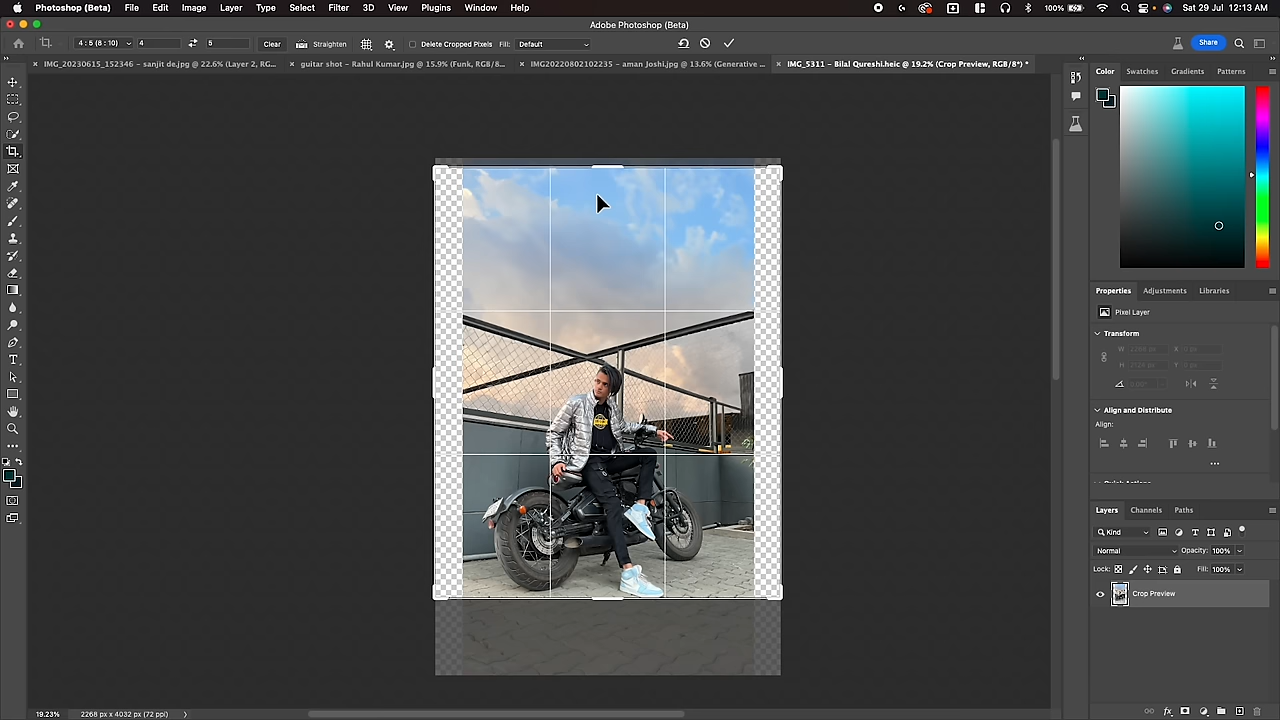 Photoshop (Beta) File Edit Image Layer Type Select Filter 3D View Plugins Window Help 100% Sat 29 Jul 12:13 AM
Adobe Photoshop (Beta)
4 : 5 (8 : 10) 4 5 Clear Straighten Delete Cropped Pixels Fill: Default Share
IMG_20230615_152346 - sanjit de.jpg @ 22.6% (Layer 2, RG... guitar shot - Rahul Kumar.jpg @ 15.9% (Funk, RGB/8... IMG20220802102235 - aman Joshi.jpg @ 13.6% (Generative ... IMG_5311 - Bilal Qureshi.heic @ 19.2% (Crop Preview, RGB/8*) *
Color Swatches Gradients Patterns
Properties Adjustments Libraries
Pixel Layer
Transform
W X
H Y
Align and Distribute
Align:
Layers Channels Paths
Kind
Normal Opacity: 100%
Lock: Fill: 100%
Crop Preview
19.23% 2268 px x 4032 px (72 ppi)